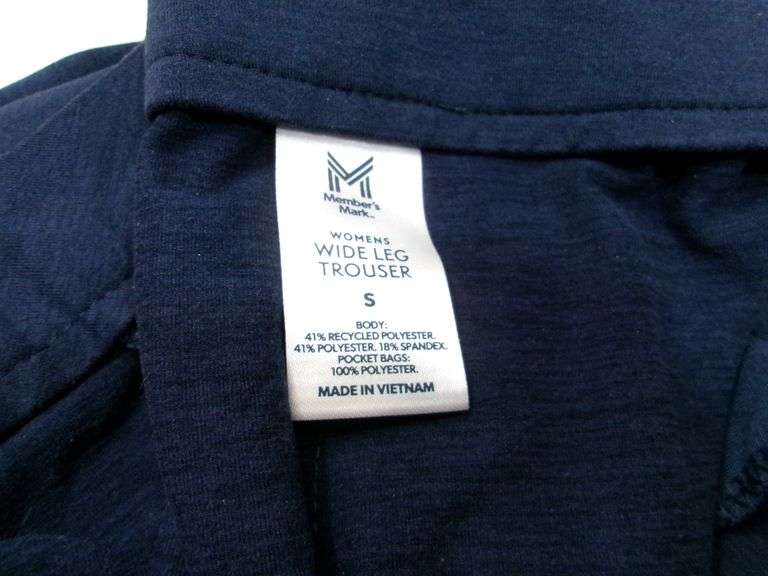 Member's
Mark™
WOMENS
WIDE LEG
TROUSER
S
BODY:
41% RECYCLED POLYESTER.
41% POLYESTER. 18% SPANDEX.
POCKET BAGS:
100% POLYESTER.
MADE IN VIETNAM